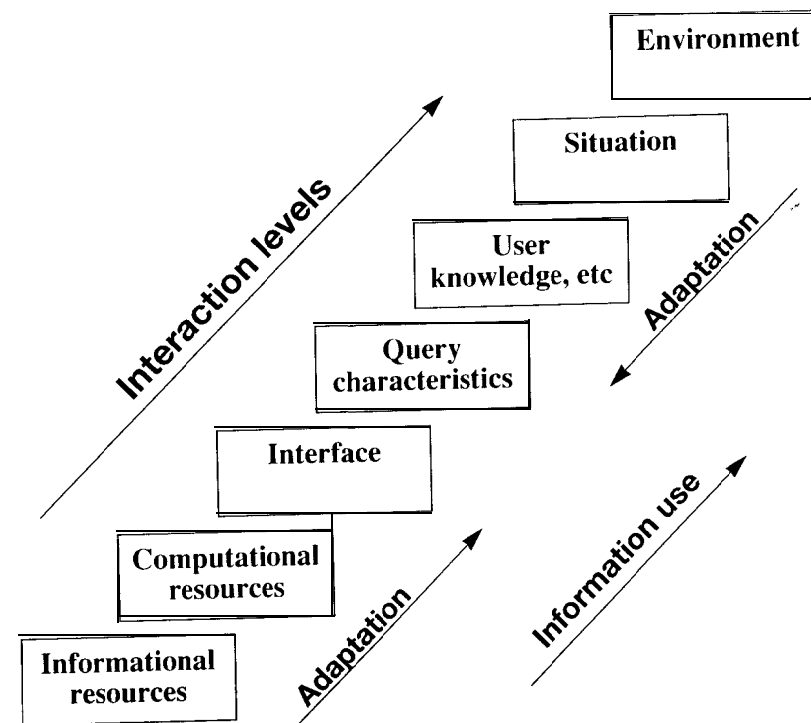 Environment
Situation
User
knowledge, etc
Query
characteristics
Interface
Computational
resources
Informational
resources
Interaction levels
Adaptation
Adaptation
Information use